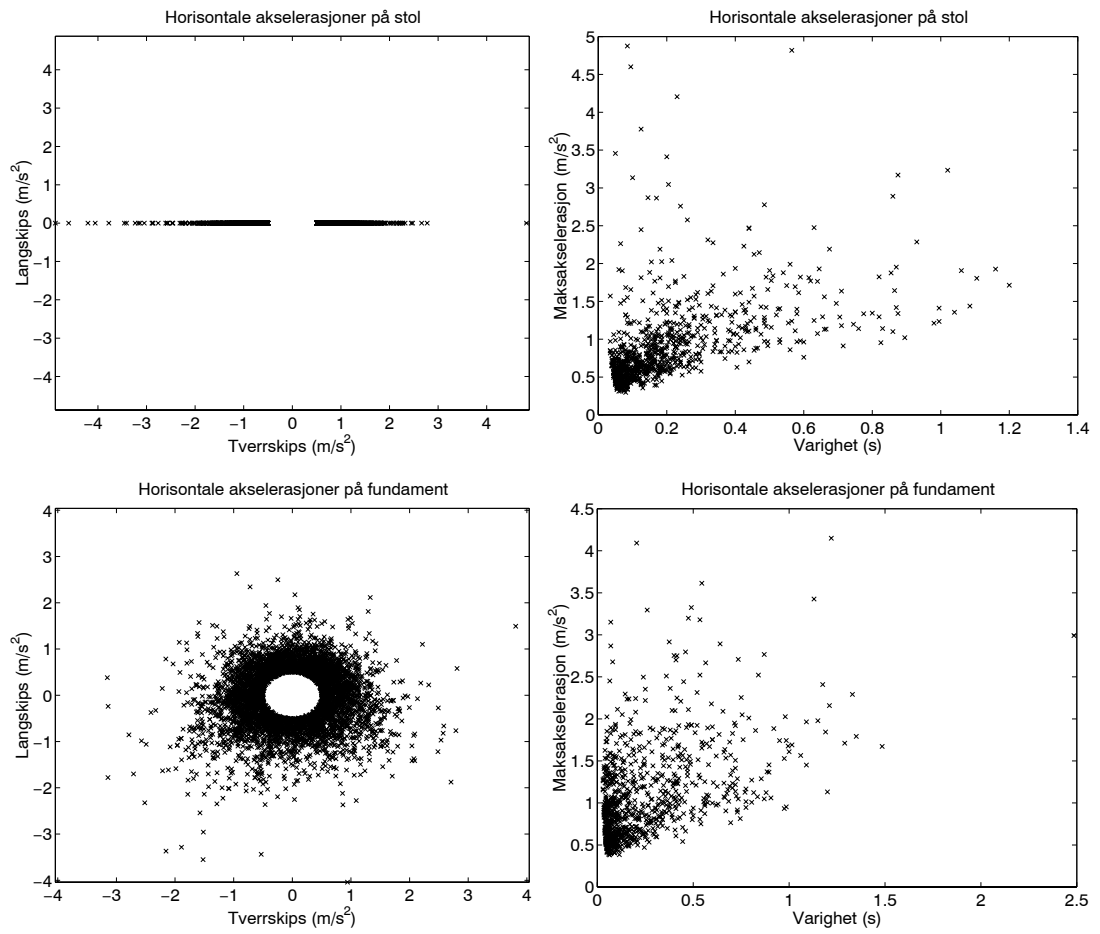 Horisontale akselerasjoner på stol
4
3
2
1
0
−1
−2
−3
−4
Langskips (m/s²)
−4 −3 −2 −1 0 1 2 3 4
Tverrskips (m/s²)
Horisontale akselerasjoner på stol
5
4.5
4
3.5
3
2.5
2
1.5
1
0.5
0
Maksakselerasjon (m/s²)
0 0.2 0.4 0.6 0.8 1 1.2 1.4
Varighet (s)
Horisontale akselerasjoner på fundament
4
3
2
1
0
−1
−2
−3
−4
Langskips (m/s²)
−4 −3 −2 −1 0 1 2 3 4
Tverrskips (m/s²)
Horisontale akselerasjoner på fundament
4.5
4
3.5
3
2.5
2
1.5
1
0.5
0
Maksakselerasjon (m/s²)
0 0.5 1 1.5 2 2.5
Varighet (s)